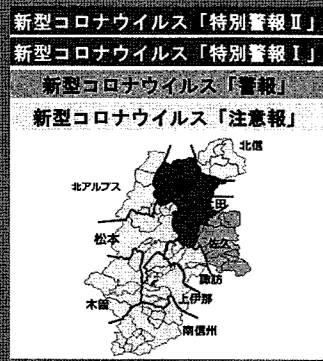 新型コロナウイルス「特別警報Ⅱ」
新型コロナウイルス「特別警報Ⅰ」
新型コロナウイルス「警報」
新型コロナウイルス「注意報」
北信
北アルプス
上田
松本
佐久
諏訪
木曽
上伊那
南信州